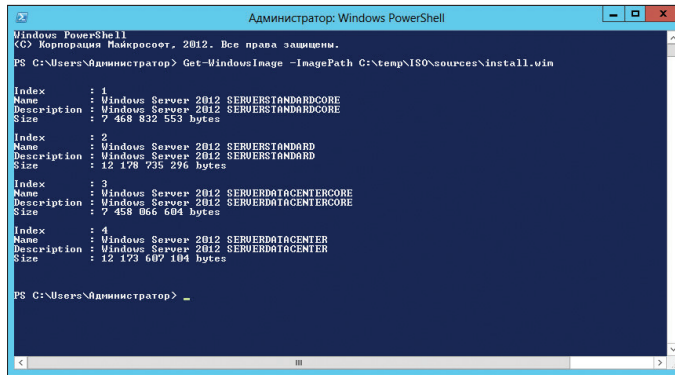 Администратор: Windows PowerShell
Windows PowerShell
(C) Корпорация Майкрософт, 2012. Все права защищены.
PS C:\Users\Администратор> Get-WindowsImage -ImagePath C:\temp\ISO\sources\install.wim
Index : 1
Name : Windows Server 2012 SERVERSTANDARDCORE
Description : Windows Server 2012 SERVERSTANDARDCORE
Size : 7 468 832 553 bytes
Index : 2
Name : Windows Server 2012 SERVERSTANDARD
Description : Windows Server 2012 SERVERSTANDARD
Size : 12 178 735 296 bytes
Index : 3
Name : Windows Server 2012 SERVERDATACENTERCORE
Description : Windows Server 2012 SERVERDATACENTERCORE
Size : 7 458 066 604 bytes
Index : 4
Name : Windows Server 2012 SERVERDATACENTER
Description : Windows Server 2012 SERVERDATACENTER
Size : 12 173 607 104 bytes
PS C:\Users\Администратор> _